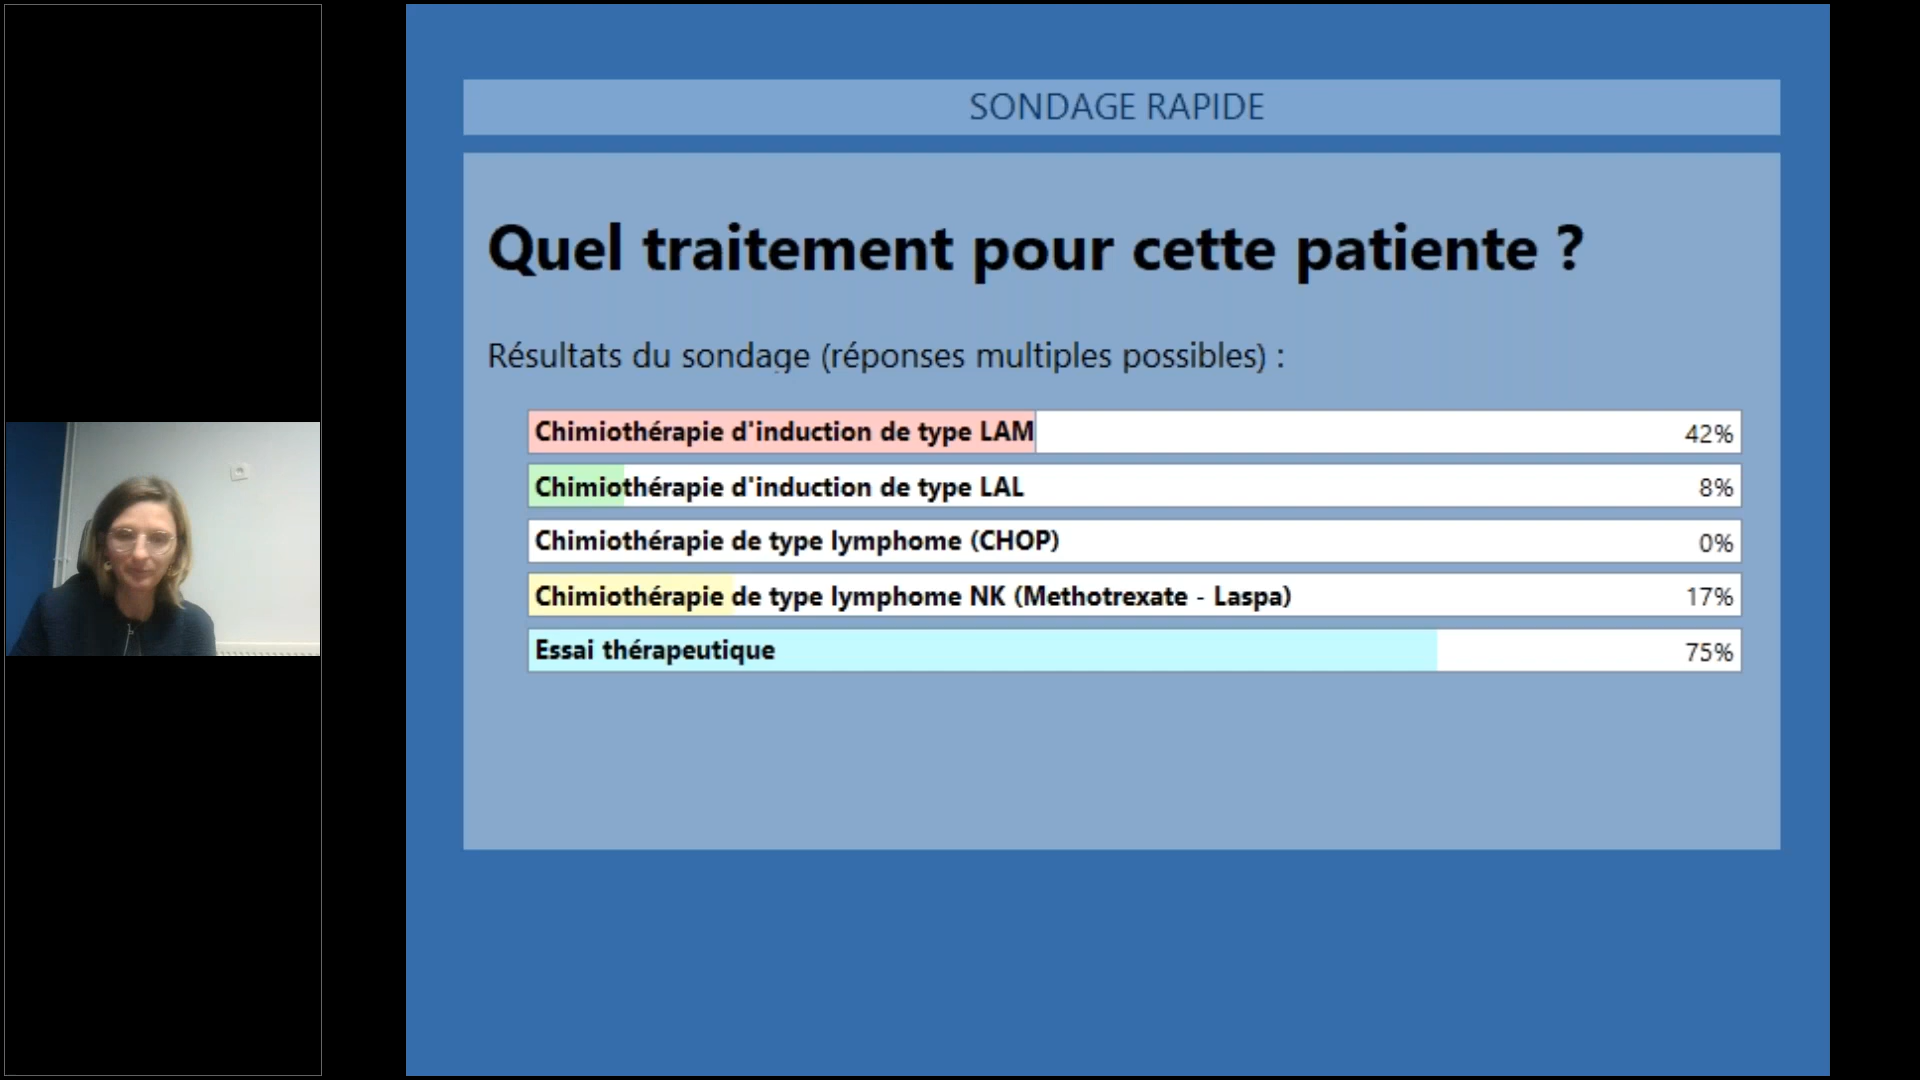 SONDAGE RAPIDE
Quel traitement pour cette patiente ?
Résultats du sondage (réponses multiples possibles) :
Chimiothérapie d'induction de type LAM 42%
Chimiothérapie d'induction de type LAL 8%
Chimiothérapie de type lymphome (CHOP) 0%
Chimiothérapie de type lymphome NK (Methotrexate - Laspa) 17%
Essai thérapeutique 75%